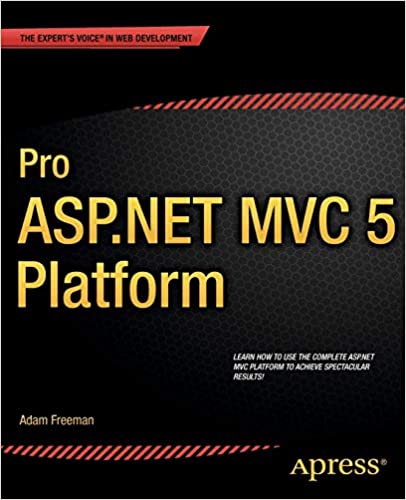 THE EXPERT'S VOICE® IN WEB DEVELOPMENT
Pro
ASP.NET MVC 5
Platform
LEARN HOW TO USE THE COMPLETE ASP.NET
MVC PLATFORM TO ACHIEVE SPECTACULAR
RESULTS!
Adam Freeman
Apress®